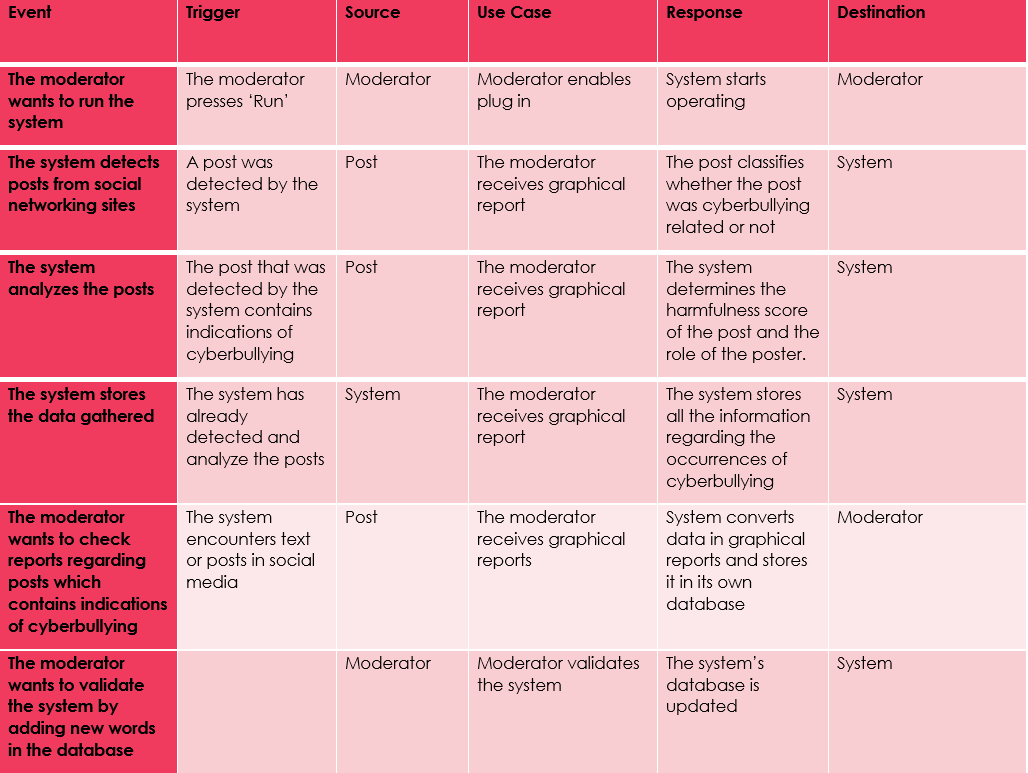 Event
Trigger
Source
Use Case
Response
Destination
The moderator
wants to run the
system
The moderator
presses ‘Run’
Moderator
Moderator enables
plug in
System starts
operating
Moderator
The system detects
posts from social
networking sites
A post was
detected by the
system
Post
The moderator
receives graphical
report
The post classifies
whether the post
was cyberbullying
related or not
System
The system
analyzes the posts
The post that was
detected by the
system contains
indications of
cyberbullying
Post
The moderator
receives graphical
report
The system
determines the
harmfulness score
of the post and the
role of the poster.
System
The system stores
the data gathered
The system has
already
detected and
analyze the posts
System
The moderator
receives graphical
report
The system stores
all the information
regarding the
occurrences of
cyberbullying
System
The moderator
wants to check
reports regarding
posts which
contains indications
of cyberbullying
The system
encounters text
or posts in social
media
Post
The moderator
receives graphical
reports
System converts
data in graphical
reports and stores
it in its own
database
Moderator
The moderator
wants to validate
the system by
adding new words
in the database
Moderator
Moderator validates
the system
The system’s
database is
updated
System